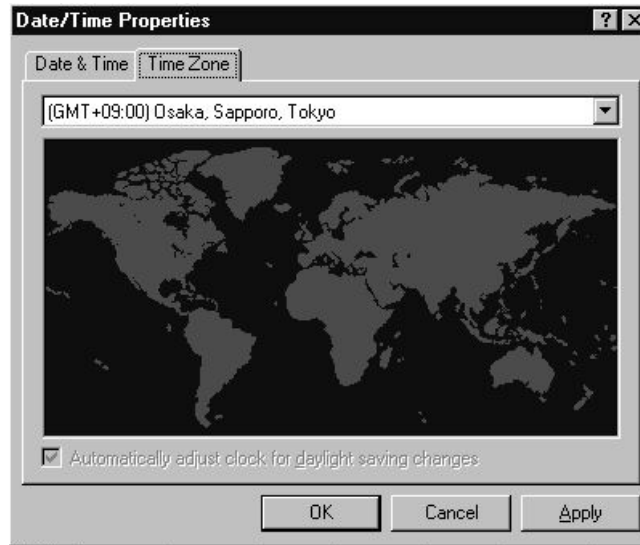 Date/Time Properties
Date & Time Time Zone
(GMT+09:00) Osaka, Sapporo, Tokyo
Automatically adjust clock for daylight saving changes
OK Cancel Apply